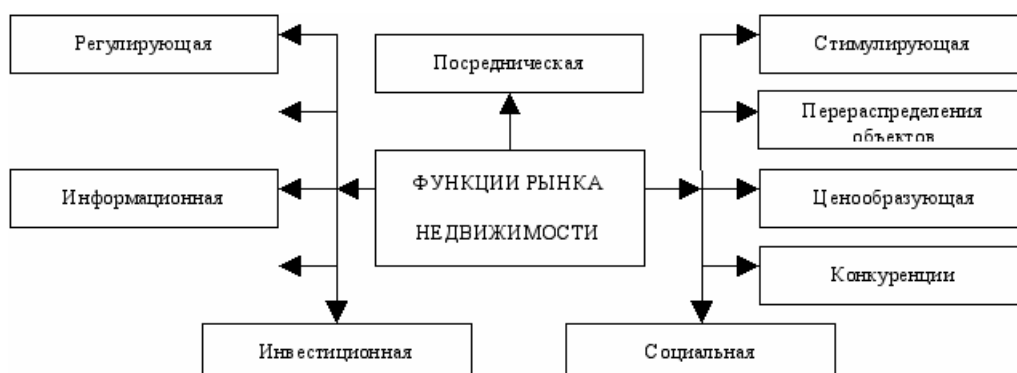 Регулирующая
Посредническая
Стимулирующая
Перераспределения
объектов
Информационная
ФУНКЦИИ РЫНКА
НЕДВИЖИМОСТИ
Ценообразующая
Конкуренции
Инвестиционная
Социальная